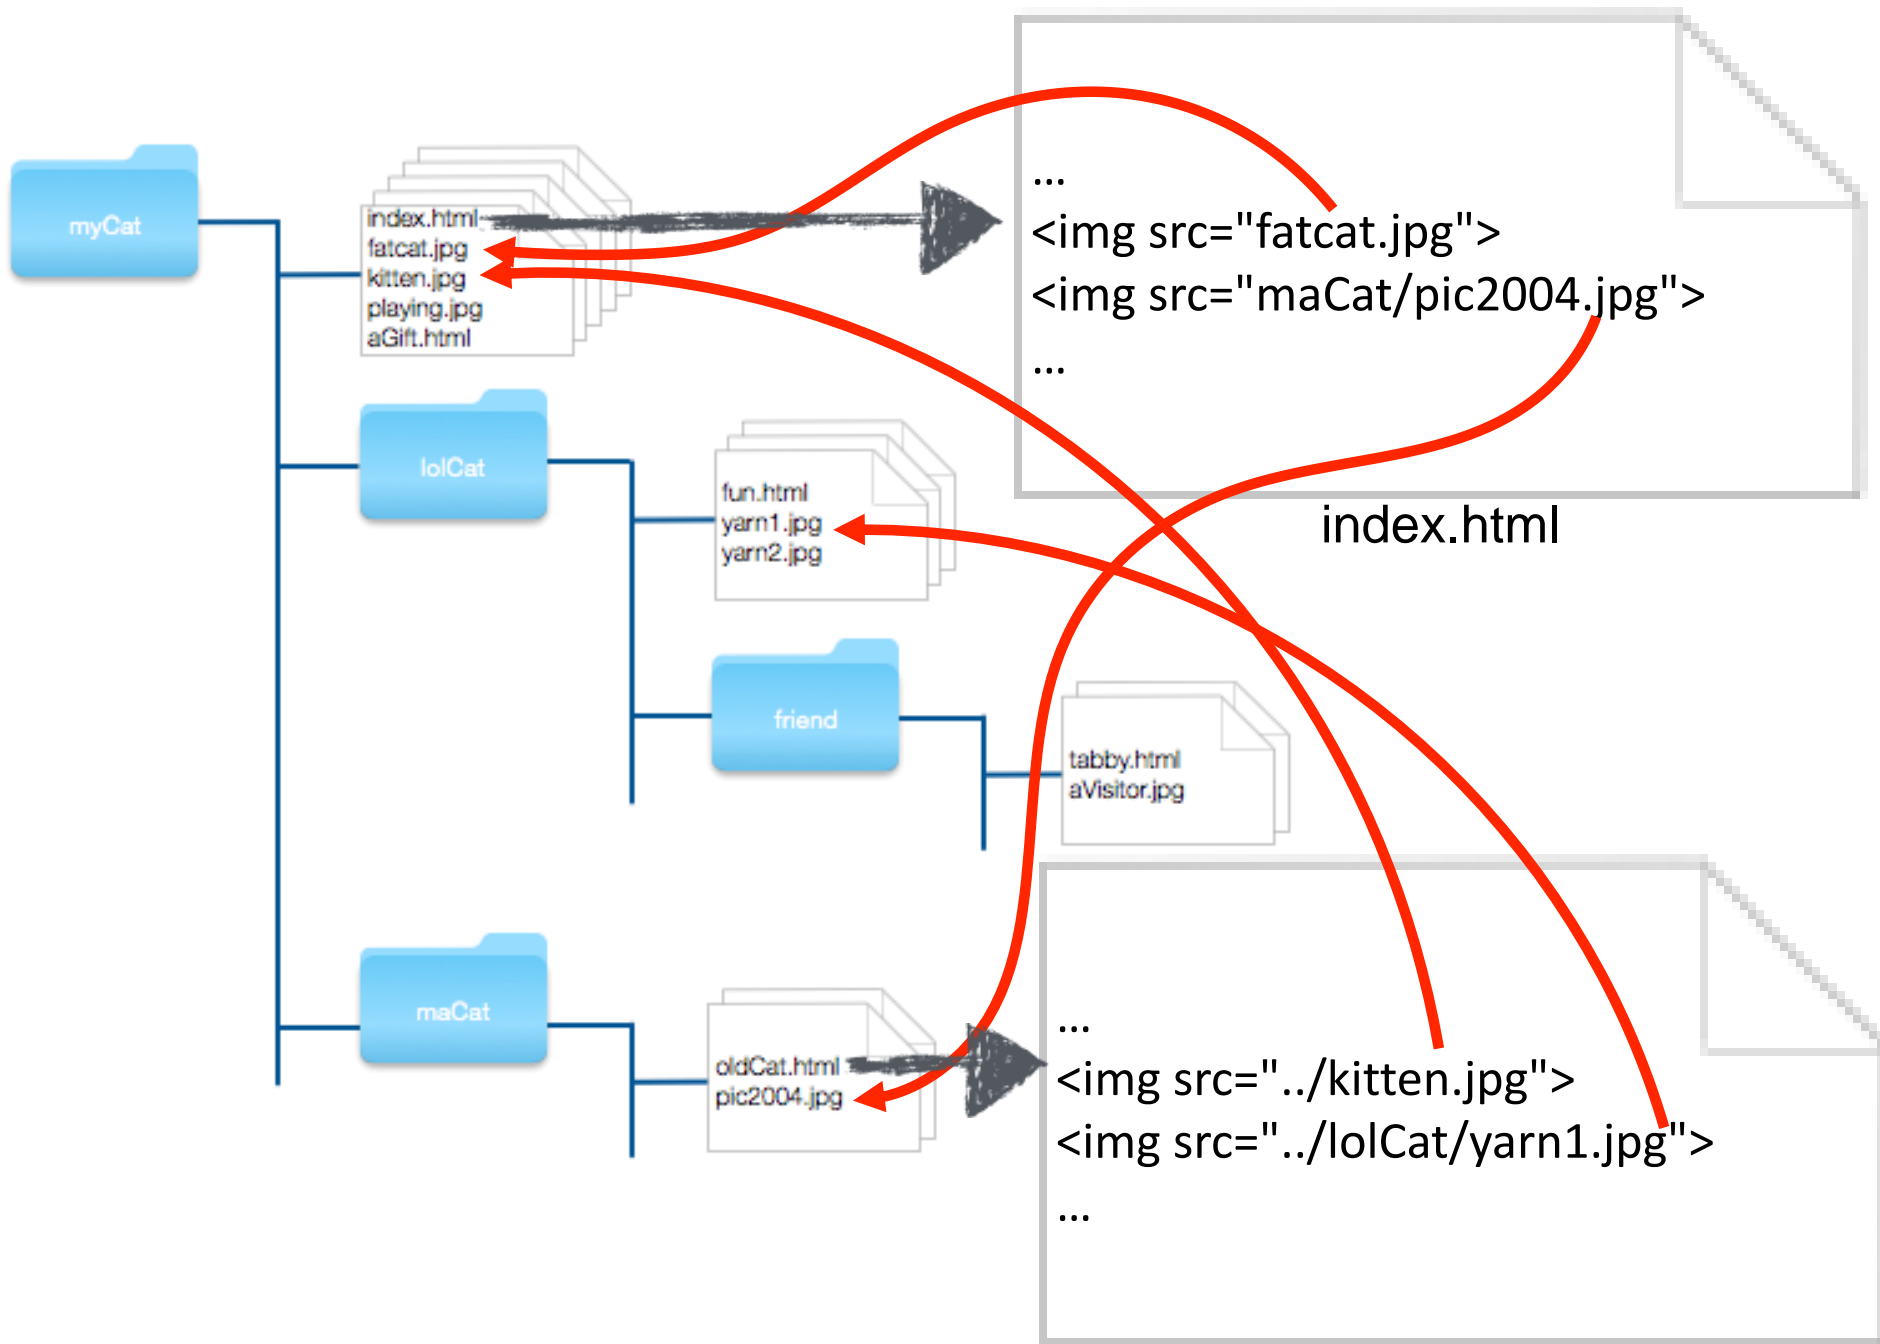 myCat
index.html
fatcat.jpg
kitten.jpg
playing.jpg
aGift.html
...
<img src="fatcat.jpg">
<img src="maCat/pic2004.jpg">
...
index.html
lolCat
fun.html
yarn1.jpg
yarn2.jpg
friend
tabby.html
aVisitor.jpg
maCat
oldCat.html
pic2004.jpg
...
<img src="../kitten.jpg">
<img src="../lolCat/yarn1.jpg">
...